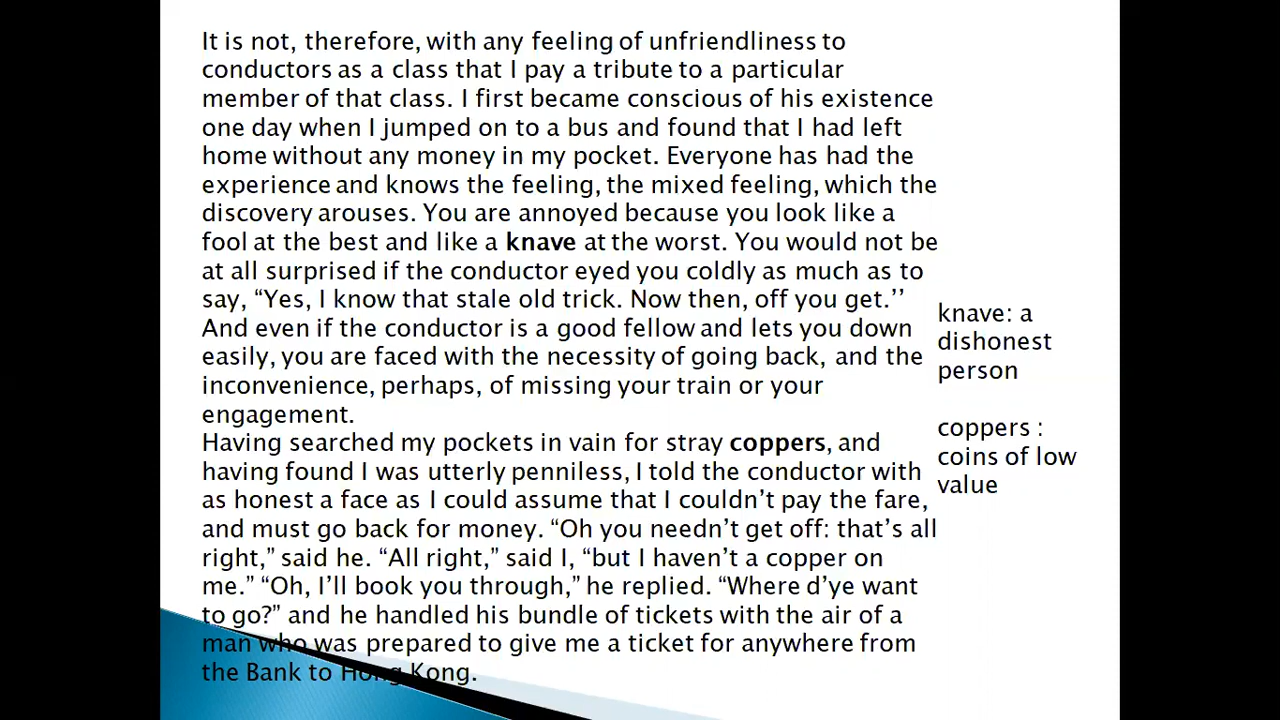 It is not, therefore, with any feeling of unfriendliness to
conductors as a class that I pay a tribute to a particular
member of that class. I first became conscious of his existence
one day when I jumped on to a bus and found that I had left
home without any money in my pocket. Everyone has had the
experience and knows the feeling, the mixed feeling, which the
discovery arouses. You are annoyed because you look like a
fool at the best and like a knave at the worst. You would not be
at all surprised if the conductor eyed you coldly as much as to
say, “Yes, I know that stale old trick. Now then, off you get.’’
And even if the conductor is a good fellow and lets you down
easily, you are faced with the necessity of going back, and the
inconvenience, perhaps, of missing your train or your
engagement.
Having searched my pockets in vain for stray coppers, and
having found I was utterly penniless, I told the conductor with
as honest a face as I could assume that I couldn’t pay the fare,
and must go back for money. “Oh you needn’t get off: that’s all
right,” said he. “All right,” said I, “but I haven’t a copper on
me.” “Oh, I’ll book you through,” he replied. “Where d’ye want
to go?” and he handled his bundle of tickets with the air of a
man who was prepared to give me a ticket for anywhere from
the Bank to Hong Kong.
knave: a
dishonest
person
coppers :
coins of low
value